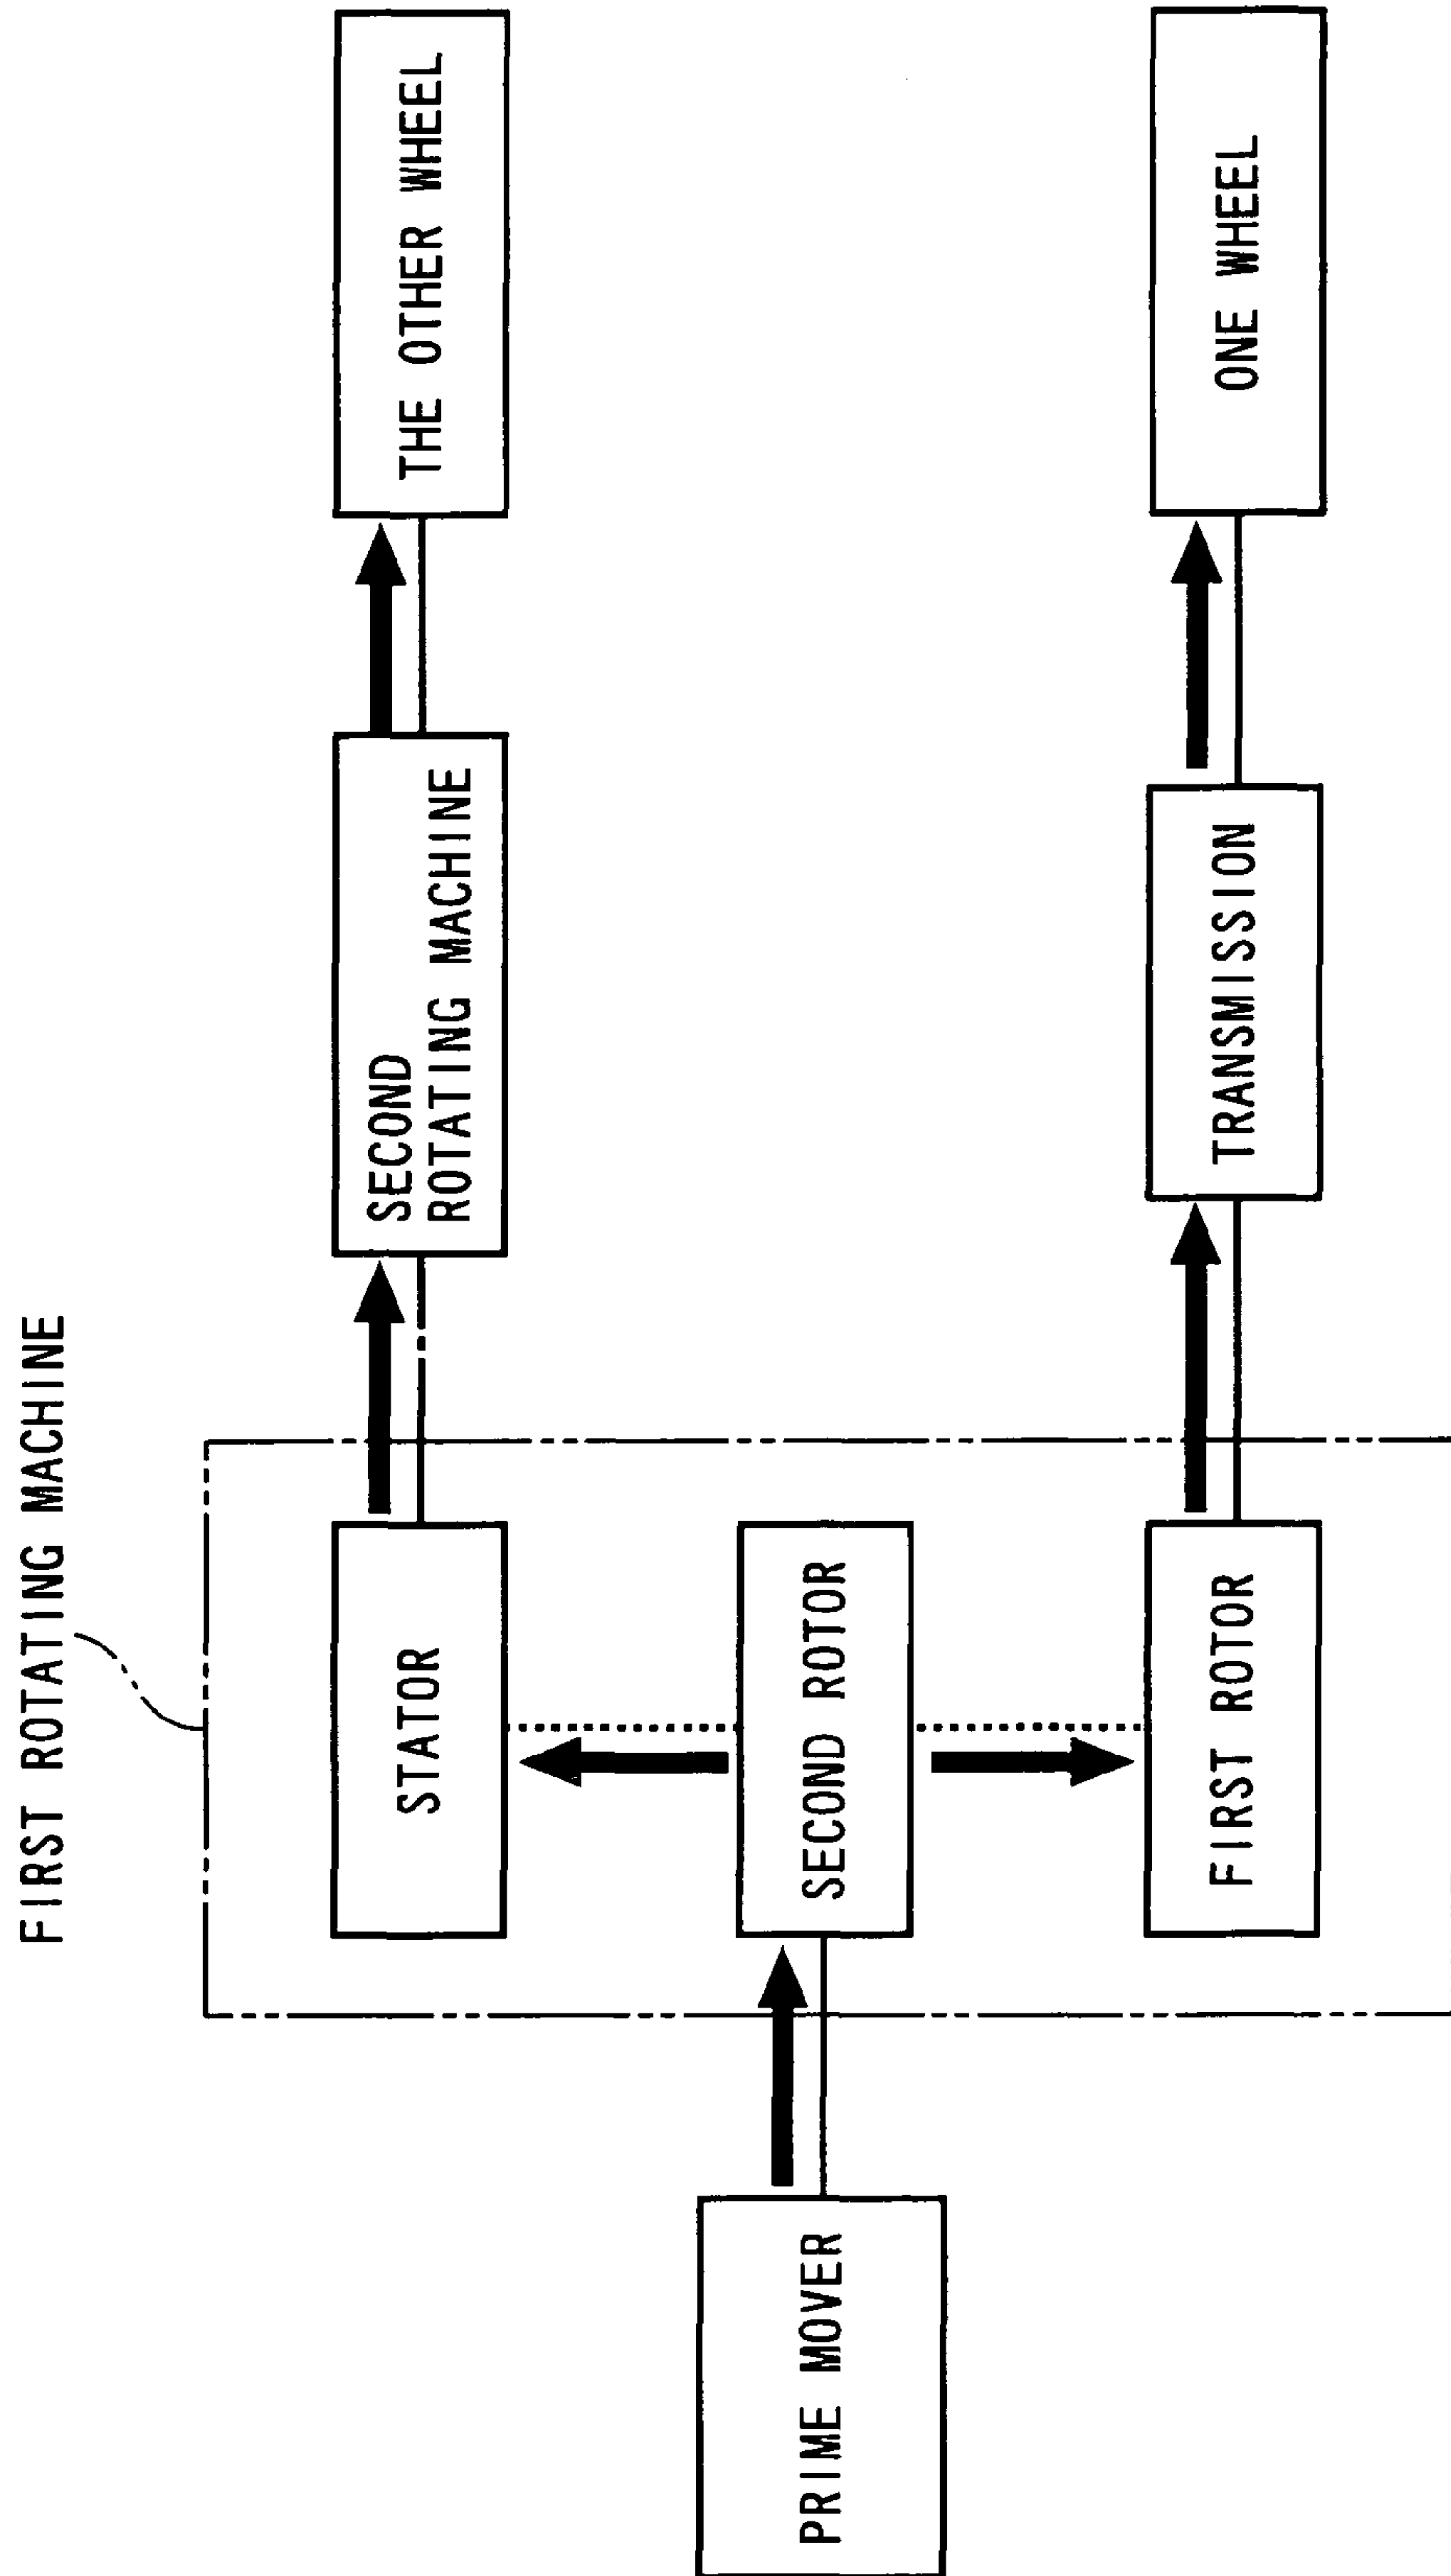 FIRST ROTATING MACHINE
STATOR
SECOND
ROTATING MACHINE
THE OTHER WHEEL
PRIME MOVER
SECOND ROTOR
FIRST ROTOR
TRANSMISSION
ONE WHEEL